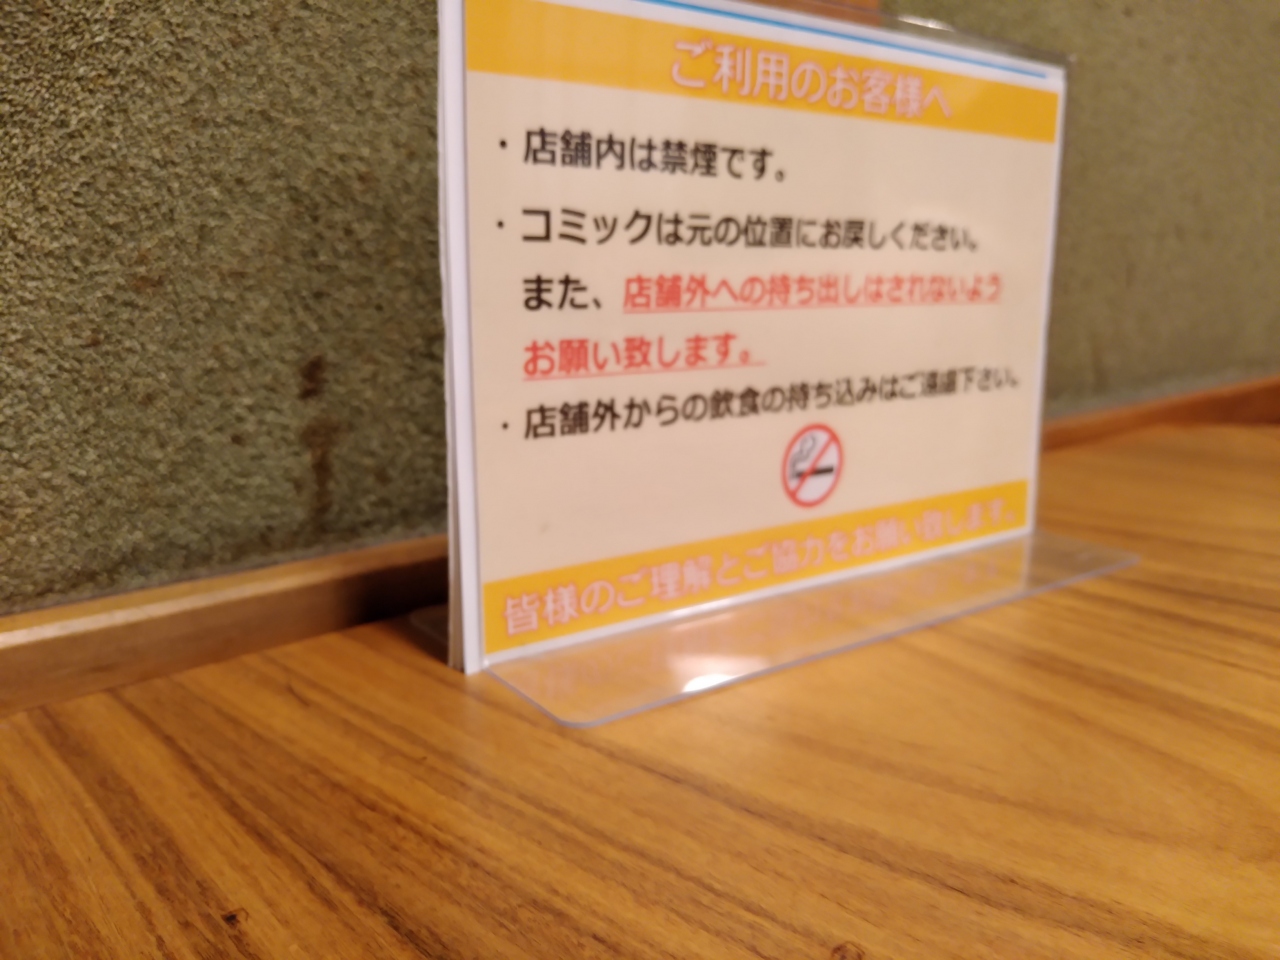 ご利用のお客様へ
・店舗内は禁煙です。
・コミックは元の位置にお戻しください。
また、店舗外への持ち出しはされないよう
お願い致します。
・店舗外からの飲食の持ち込みはご遠慮下さい。
皆様のご理解とご協力をお願い致します。